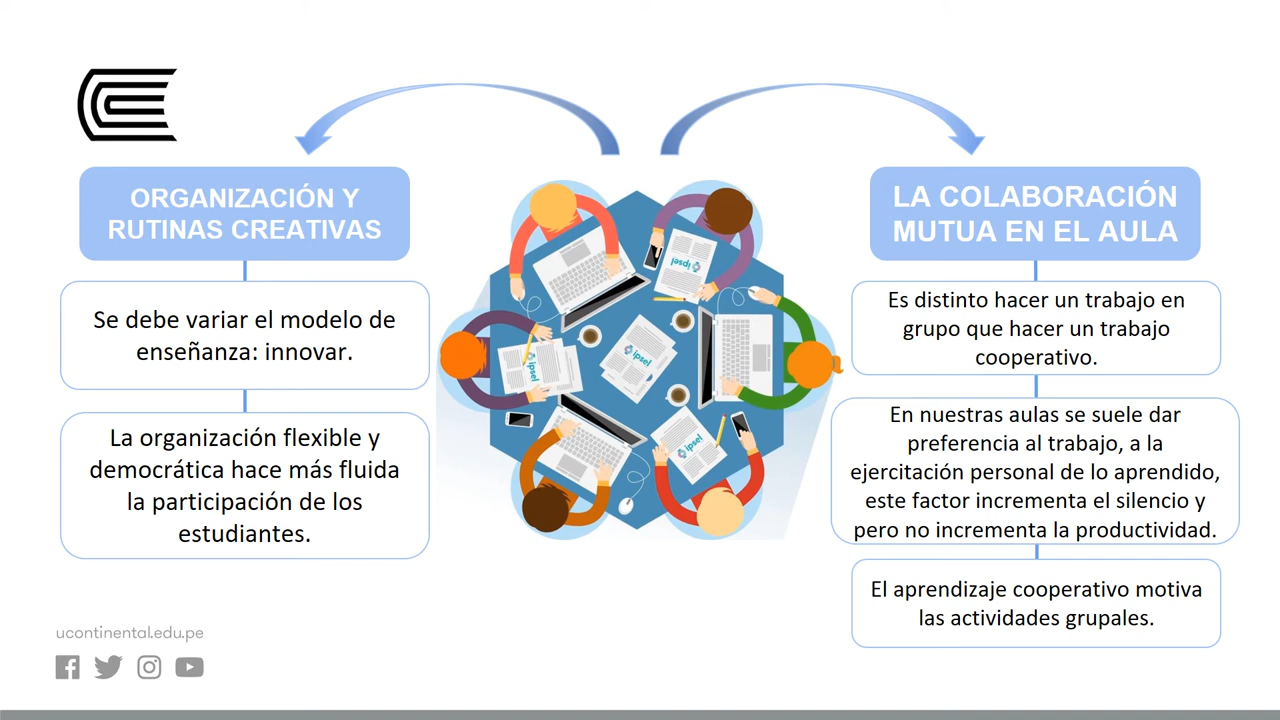 ORGANIZACIÓN Y
RUTINAS CREATIVAS
Se debe variar el modelo de
enseñanza: innovar.
La organización flexible y
democrática hace más fluida
la participación de los
estudiantes.
ipsel
ipsel
ipsel
ipsel
LA COLABORACIÓN
MUTUA EN EL AULA
Es distinto hacer un trabajo en
grupo que hacer un trabajo
cooperativo.
En nuestras aulas se suele dar
preferencia al trabajo, a la
ejercitación personal de lo aprendido,
este factor incrementa el silencio y
pero no incrementa la productividad.
El aprendizaje cooperativo motiva
las actividades grupales.
ucontinental.edu.pe